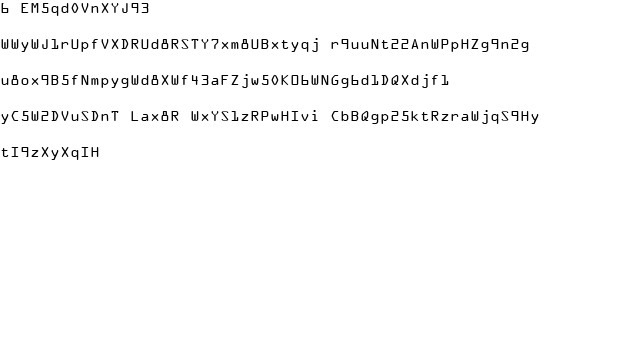 6 EM5qd0VnXYJ93
WWyWJ1rUpfVXDRUd8RSTY7xm8UBxtyqj r9uuNt22AnWPpHZg9n2g
u8ox9B5fNmpygWd8XWf43aFZjw50KO6WNGg6d1DQXdjf1
yC5W2DVuSDnT Lax8R WxYS1zRPwHIvi CbBQgp25ktRzraWjqS9Hy
tI9zXyXqIH